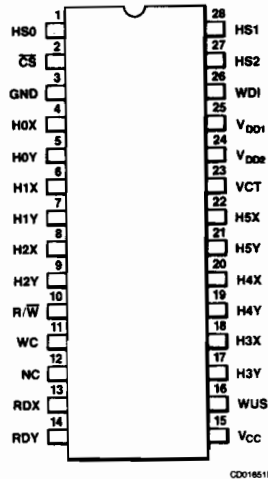 1 28
HS0 HS1
2 27
CS HS2
3 26
GND WDI
4 25
H0X VDD1
5 24
H0Y VDD2
6 23
H1X VCT
7 22
H1Y H5X
8 21
H2X H5Y
9 20
H2Y H4X
10 19
R/W H4Y
11 18
WC H3X
12 17
NC H3Y
13 16
RDX WUS
14 15
RDY VCC